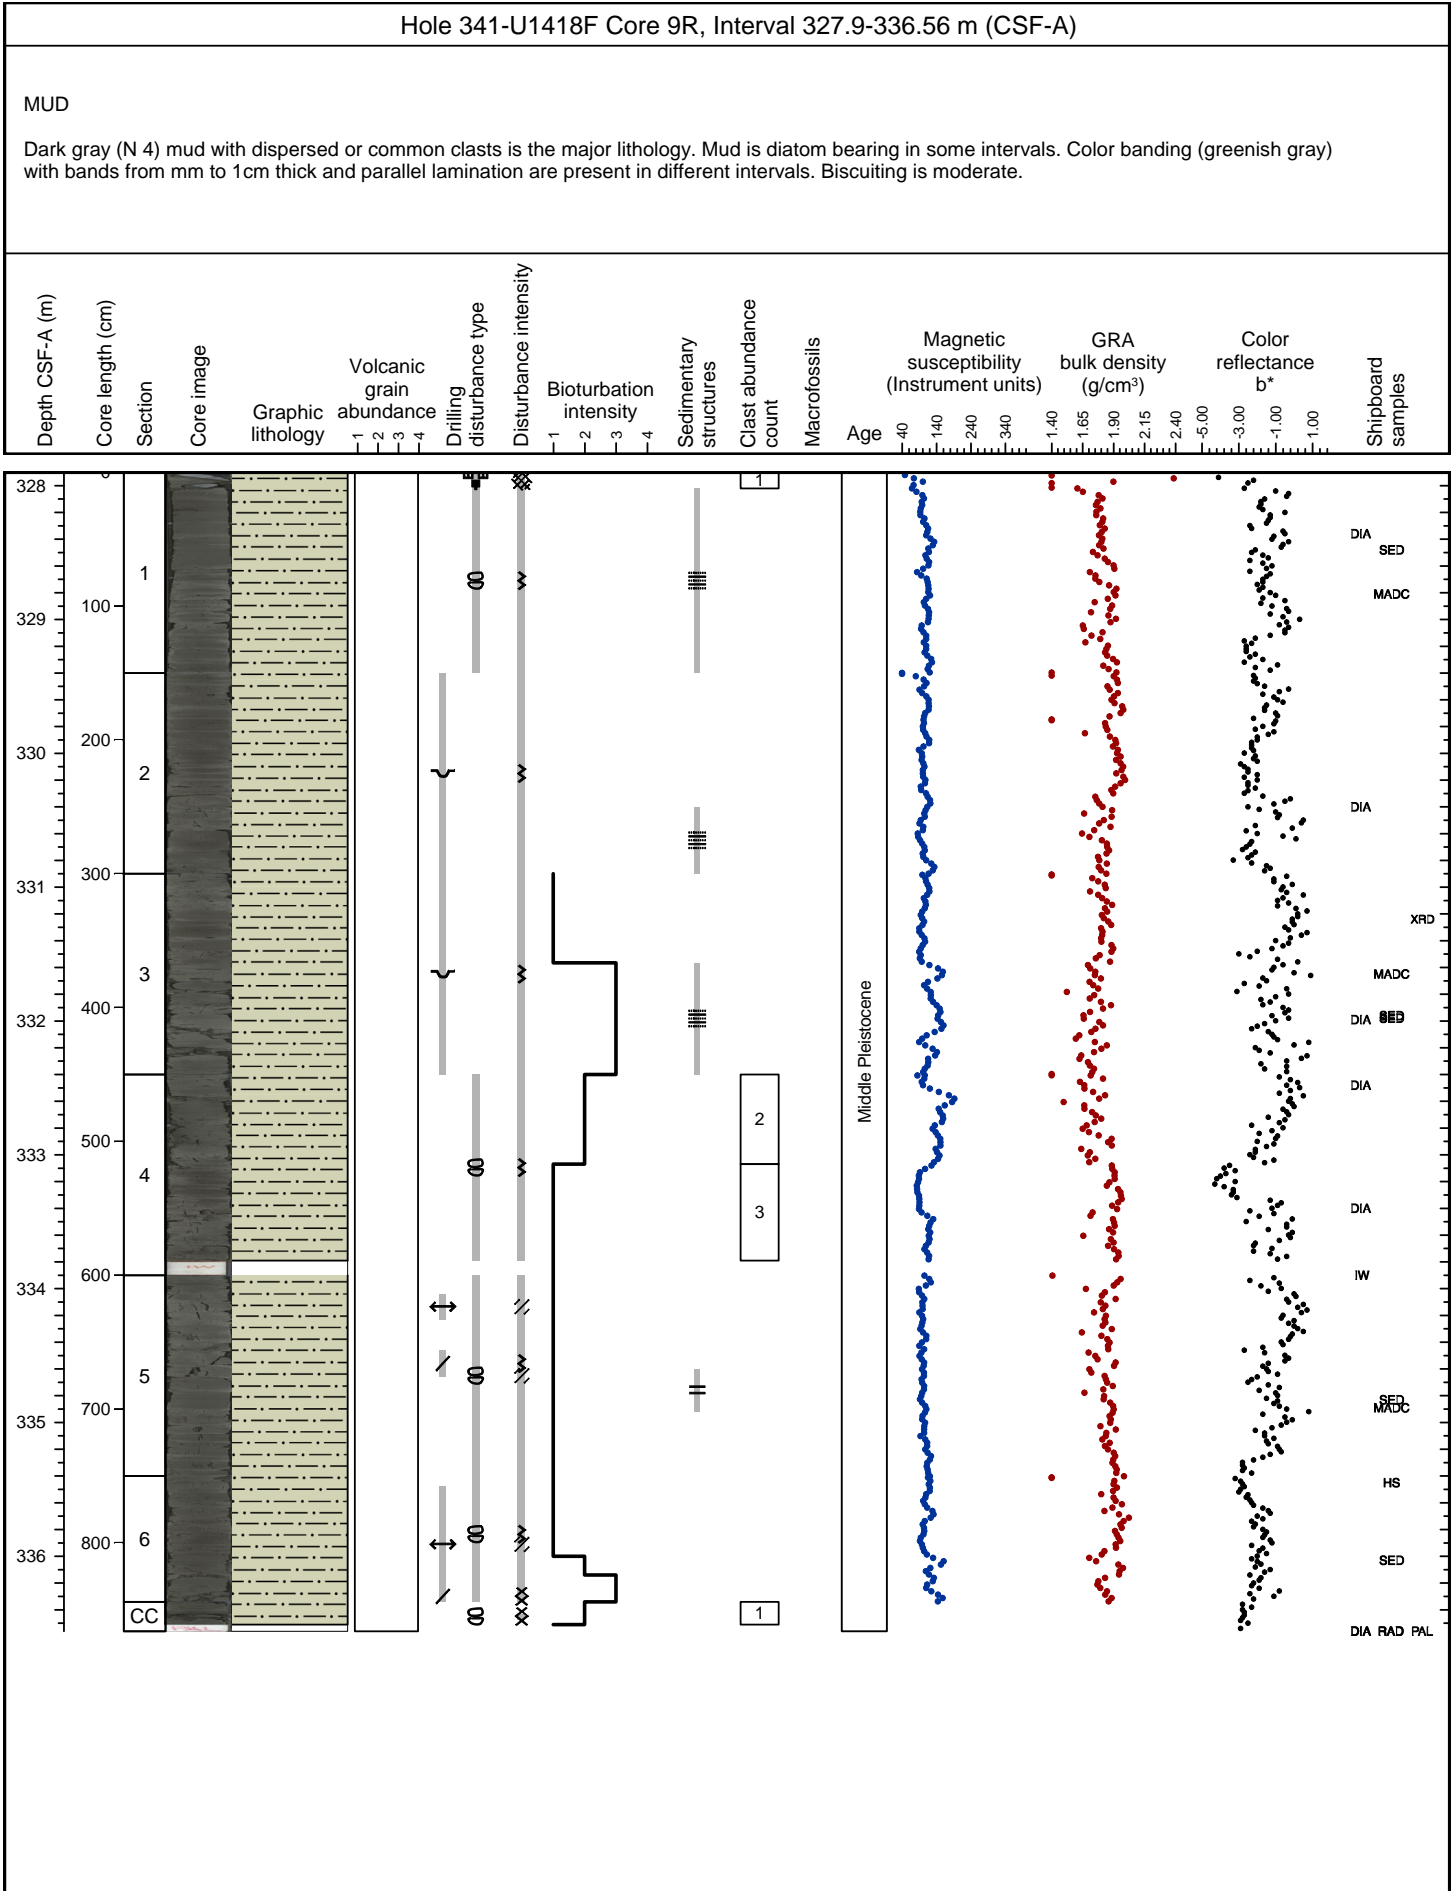 Hole 341-U1418F Core 9R, Interval 327.9-336.56 m (CSF-A)
MUD
Dark gray (N 4) mud with dispersed or common clasts is the major lithology. Mud is diatom bearing in some intervals. Color banding (greenish gray)
with bands from mm to 1cm thick and parallel lamination are present in different intervals. Biscuiting is moderate.
Depth CSF-A (m)
Core length (cm)
Section
Core image
Graphic
lithology
Volcanic
grain
abundance
1 2 3 4
Drilling
disturbance type
Disturbance intensity
Bioturbation
intensity
1 2 3 4
Sedimentary
structures
Clast abundance
count
Macrofossils
Age
Magnetic
susceptibility
(Instrument units)
40 140 240 340
GRA
bulk density
(g/cm³)
1.40 1.65 1.90 2.15 2.40
Color
reflectance
b*
-5.00 -3.00 -1.00 1.00
Shipboard
samples
328
329
330
331
332
333
334
335
336
0
100
200
300
400
500
600
700
800
1
2
3
4
5
6
CC
1
2
3
1
Middle Pleistocene
DIA
SED
MADC
DIA
XRD
MADC
SED
DIA SED
DIA
DIA
IW
SED
MADC
HS
SED
DIA RAD PAL